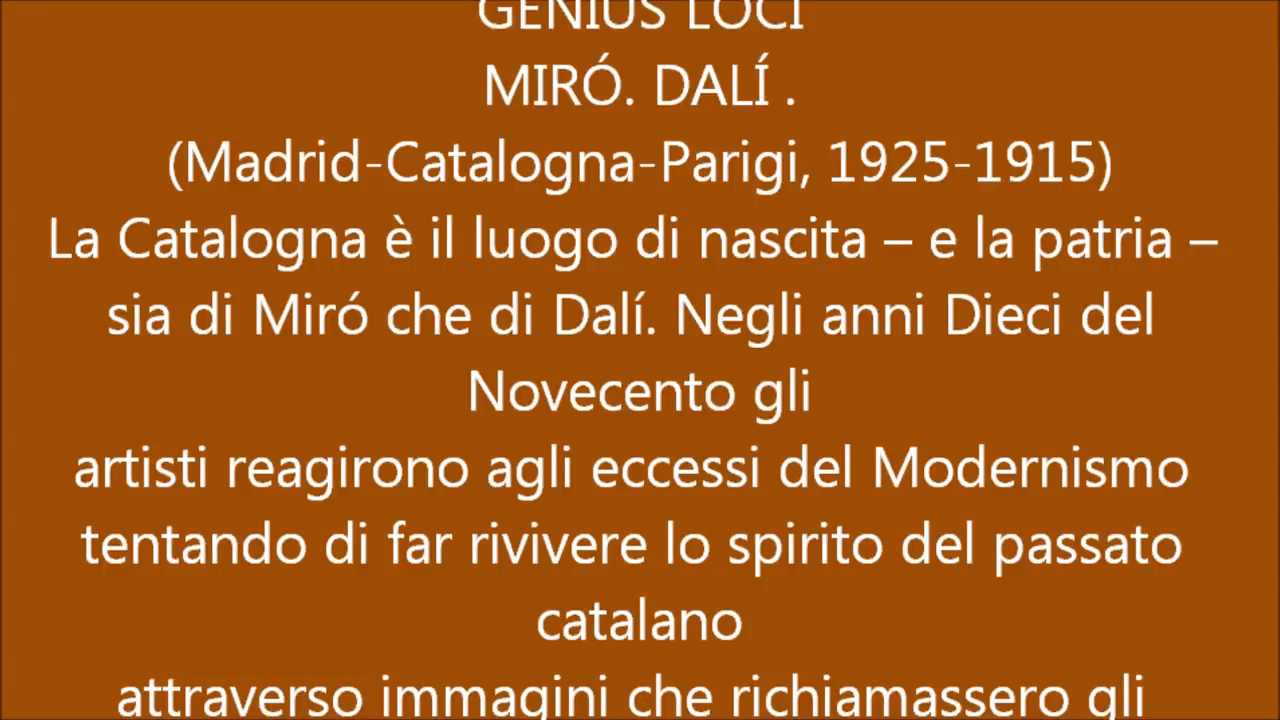 GENIUS LOCI
MIRÓ. DALÍ .
(Madrid-Catalogna-Parigi, 1925-1915)
La Catalogna è il luogo di nascita – e la patria –
sia di Miró che di Dalí. Negli anni Dieci del
Novecento gli
artisti reagirono agli eccessi del Modernismo
tentando di far rivivere lo spirito del passato
catalano
attraverso immagini che richiamassero gli